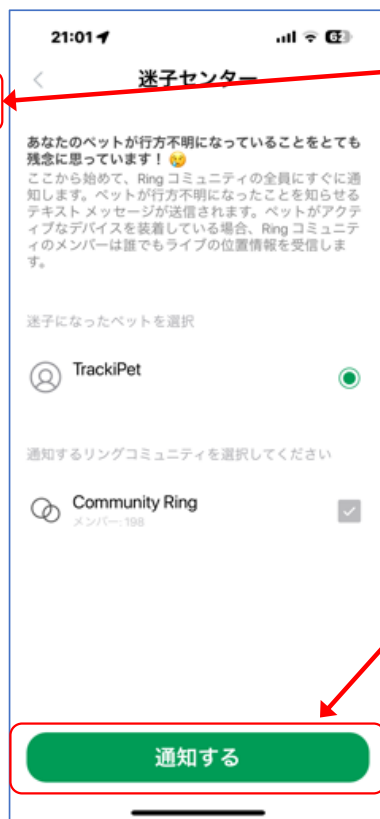 21:01
62
迷子センター
あなたのペットが行方不明になっていることをとても
残念に思っています！😢
ここから始めて、Ring コミュニティの全員にすぐに通
知します。ペットが行方不明になったことを知らせる
テキスト メッセージが送信されます。ペットがアクテ
ィブなデバイスを装着している場合、Ring コミュニテ
ィのメンバーは誰でもライブの位置情報を受信しま
す。
迷子になったペットを選択
TrackiPet
通知するリングコミュニティを選択してください
Community Ring
メンバー: 198
通知する